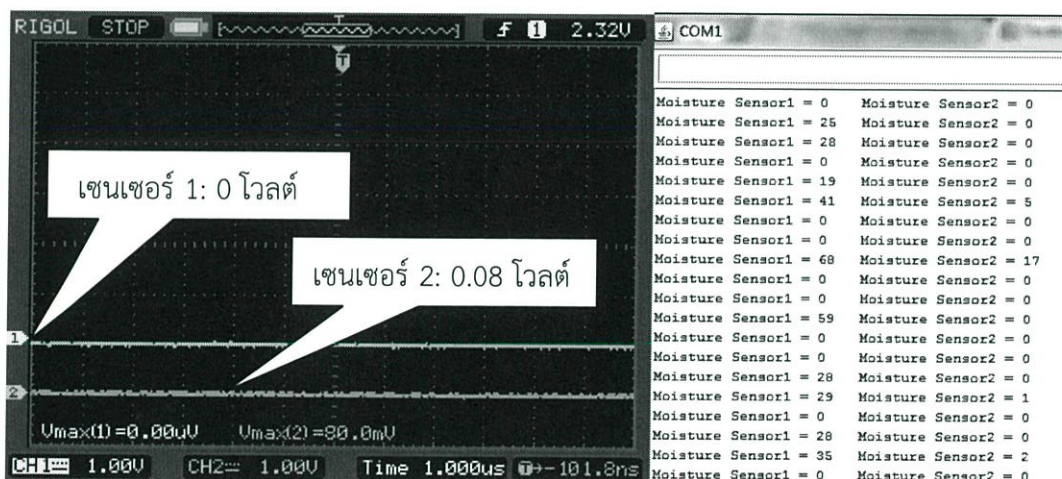 RIGOL STOP T f 1 2.32V
T
เซนเซอร์ 1: 0 โวลต์
เซนเซอร์ 2: 0.08 โวลต์
1
2
Vmax(1)=0.00uV Vmax(2)=80.0mV
CH1 1.00V CH2 1.00V Time 1.000us T→-101.8ns
COM1
Moisture Sensor1 = 0 Moisture Sensor2 = 0
Moisture Sensor1 = 25 Moisture Sensor2 = 0
Moisture Sensor1 = 28 Moisture Sensor2 = 0
Moisture Sensor1 = 0 Moisture Sensor2 = 0
Moisture Sensor1 = 19 Moisture Sensor2 = 0
Moisture Sensor1 = 41 Moisture Sensor2 = 5
Moisture Sensor1 = 0 Moisture Sensor2 = 0
Moisture Sensor1 = 0 Moisture Sensor2 = 0
Moisture Sensor1 = 68 Moisture Sensor2 = 17
Moisture Sensor1 = 0 Moisture Sensor2 = 0
Moisture Sensor1 = 0 Moisture Sensor2 = 0
Moisture Sensor1 = 59 Moisture Sensor2 = 0
Moisture Sensor1 = 0 Moisture Sensor2 = 0
Moisture Sensor1 = 0 Moisture Sensor2 = 0
Moisture Sensor1 = 28 Moisture Sensor2 = 0
Moisture Sensor1 = 29 Moisture Sensor2 = 1
Moisture Sensor1 = 0 Moisture Sensor2 = 0
Moisture Sensor1 = 28 Moisture Sensor2 = 0
Moisture Sensor1 = 35 Moisture Sensor2 = 2
Moisture Sensor1 = 0 Moisture Sensor2 = 0